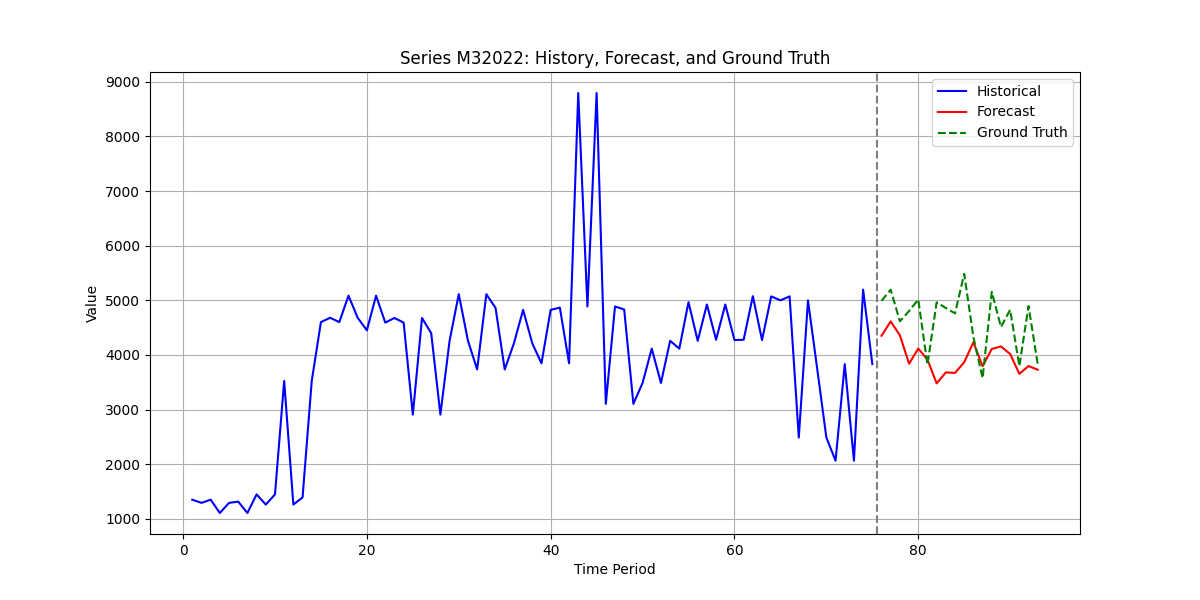 Series M32022: History, Forecast, and Ground Truth
9000
8000
7000
6000
5000
4000
3000
2000
1000
Value
Historical
Forecast
Ground Truth
0
20
40
60
80
Time Period